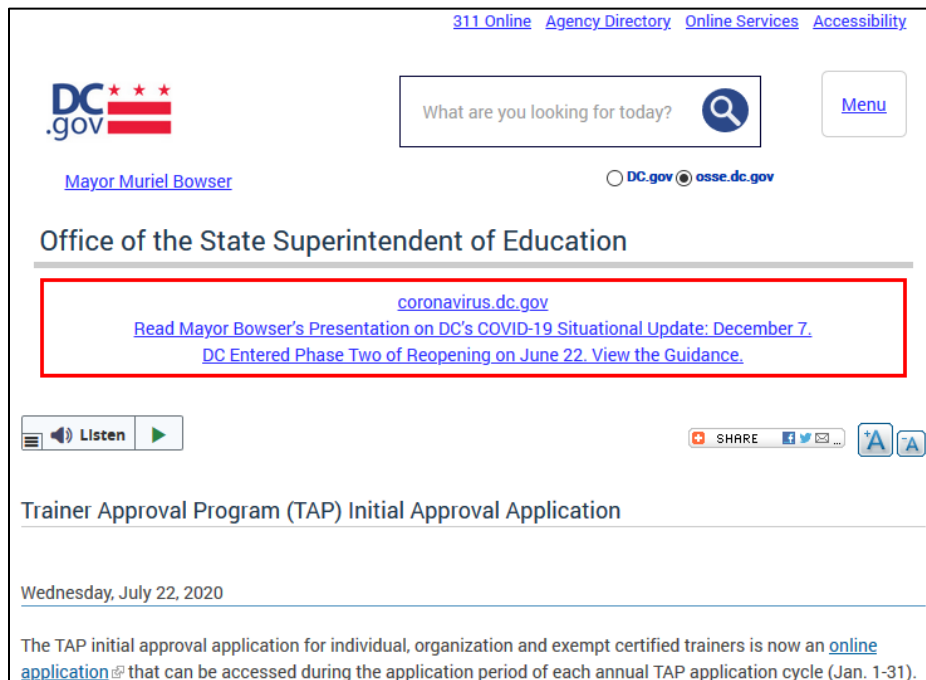 311 Online Agency Directory Online Services Accessibility
DC
.gov
What are you looking for today?
Menu
Mayor Muriel Bowser
DC.gov osse.dc.gov
Office of the State Superintendent of Education
coronavirus.dc.gov
Read Mayor Bowser's Presentation on DC's COVID-19 Situational Update: December 7.
DC Entered Phase Two of Reopening on June 22. View the Guidance.
Listen
SHARE ...
+A -A
Trainer Approval Program (TAP) Initial Approval Application
Wednesday, July 22, 2020
The TAP initial approval application for individual, organization and exempt certified trainers is now an online
application that can be accessed during the application period of each annual TAP application cycle (Jan. 1-31).